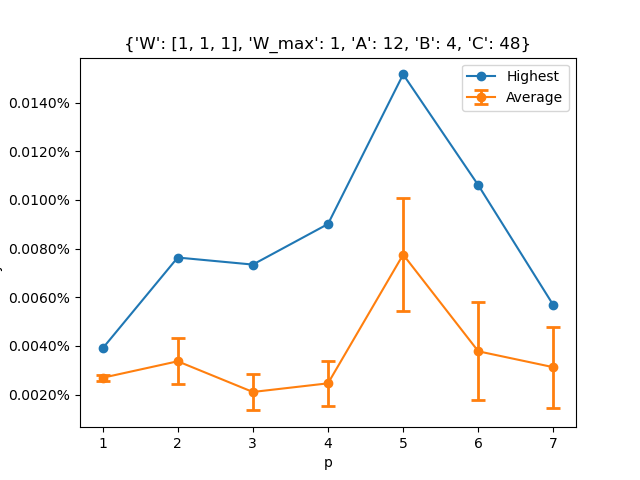 {'W': [1, 1, 1], 'W_max': 1, 'A': 12, 'B': 4, 'C': 48}
Highest
Average
0.0140%
0.0120%
0.0100%
0.0080%
0.0060%
0.0040%
0.0020%
1 2 3 4 5 6 7
p